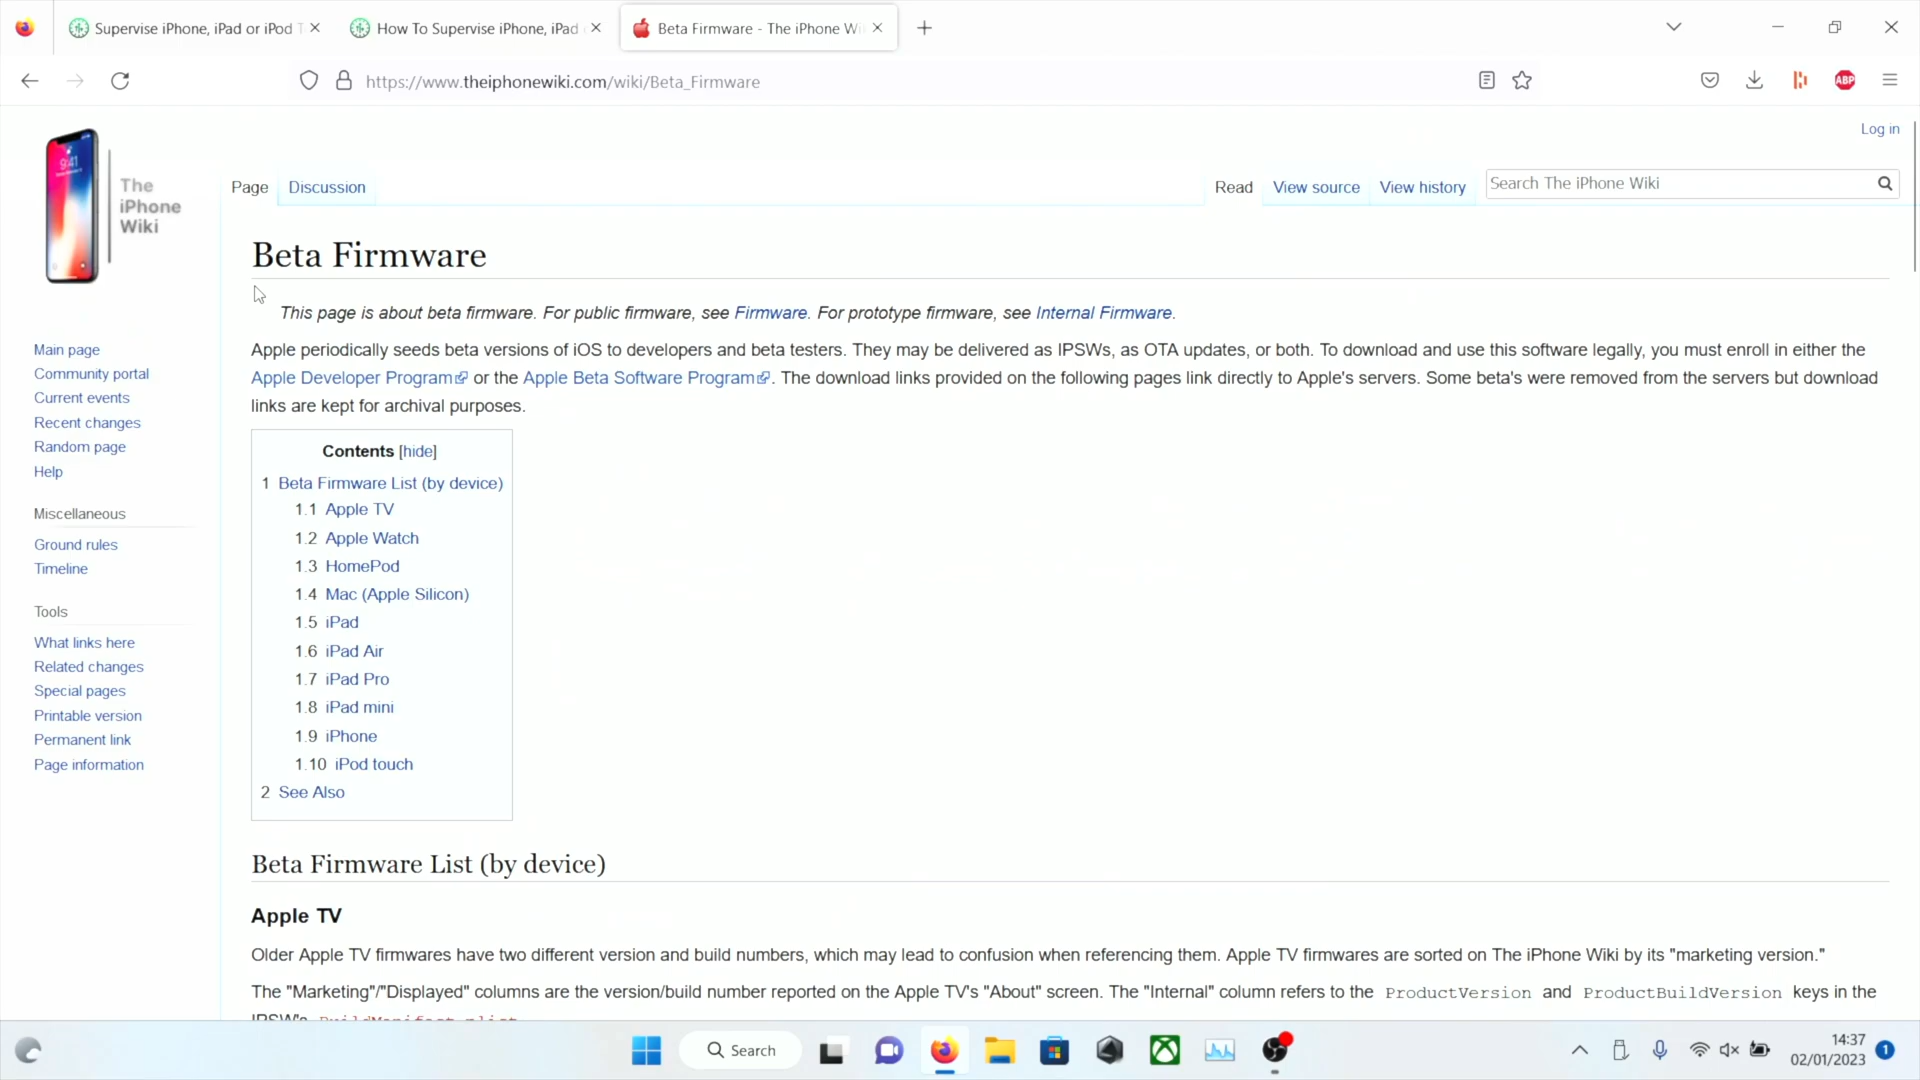 Supervise iPhone, iPad or iPod T
How To Supervise iPhone, iPad
Beta Firmware - The iPhone Wi
https://www.theiphonewiki.com/wiki/Beta_Firmware
ABP
Log in
9:41
The
iPhone
Wiki
Page
Discussion
Read
View source
View history
Search The iPhone Wiki
Beta Firmware
This page is about beta firmware. For public firmware, see Firmware. For prototype firmware, see Internal Firmware.
Apple periodically seeds beta versions of iOS to developers and beta testers. They may be delivered as IPSWs, as OTA updates, or both. To download and use this software legally, you must enroll in either the
Apple Developer Program or the Apple Beta Software Program. The download links provided on the following pages link directly to Apple's servers. Some beta's were removed from the servers but download
links are kept for archival purposes.
Main page
Community portal
Current events
Recent changes
Random page
Help
Miscellaneous
Ground rules
Timeline
Tools
What links here
Related changes
Special pages
Printable version
Permanent link
Page information
Contents [hide]
1 Beta Firmware List (by device)
1.1 Apple TV
1.2 Apple Watch
1.3 HomePod
1.4 Mac (Apple Silicon)
1.5 iPad
1.6 iPad Air
1.7 iPad Pro
1.8 iPad mini
1.9 iPhone
1.10 iPod touch
2 See Also
Beta Firmware List (by device)
Apple TV
Older Apple TV firmwares have two different version and build numbers, which may lead to confusion when referencing them. Apple TV firmwares are sorted on The iPhone Wiki by its "marketing version."
The "Marketing"/"Displayed" columns are the version/build number reported on the Apple TV's "About" screen. The "Internal" column refers to the ProductVersion and ProductBuildVersion keys in the
IPSW's BuildManifest.plist
Search
14:37
02/01/2023
1